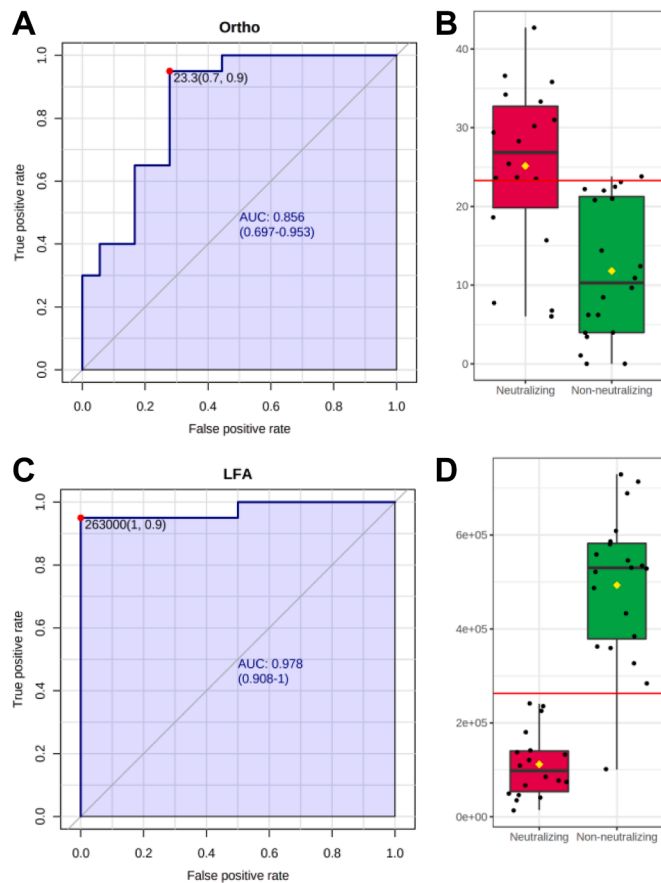 A
Ortho
True positive rate
1.0
0.8
0.6
0.4
0.2
0.0
23.3(0.7, 0.9)
AUC: 0.856
(0.697-0.953)
0.0 0.2 0.4 0.6 0.8 1.0
False positive rate
B
40
30
20
10
0
Neutralizing Non-neutralizing
C
LFA
True positive rate
1.0
0.8
0.6
0.4
0.2
0.0
263000(1, 0.9)
AUC: 0.978
(0.908-1)
0.0 0.2 0.4 0.6 0.8 1.0
False positive rate
D
6e+05
4e+05
2e+05
0e+00
Neutralizing Non-neutralizing